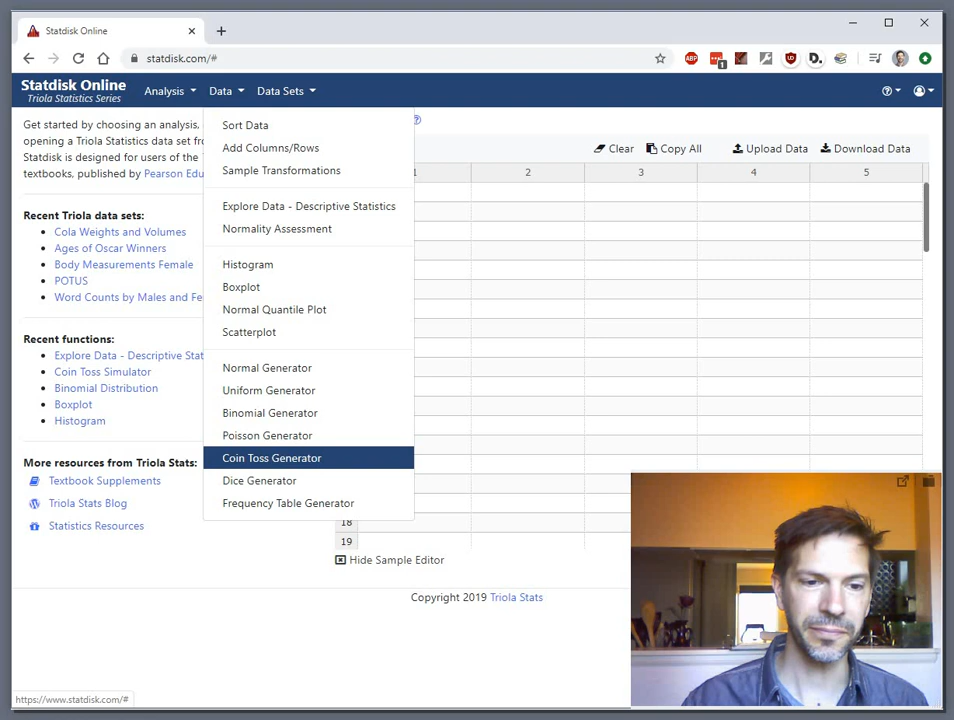 Statdisk Online
statdisk.com/#
ABP
1
D.
Statdisk Online
Triola Statistics Series
Analysis
Data
Data Sets
Get started by choosing an analysis,
opening a Triola Statistics data set fr
Statdisk is designed for users of the
textbooks, published by Pearson Edu
Recent Triola data sets:
Cola Weights and Volumes
Ages of Oscar Winners
Body Measurements Female
POTUS
Word Counts by Males and Fe
Recent functions:
Explore Data - Descriptive Stat
Coin Toss Simulator
Binomial Distribution
Boxplot
Histogram
More resources from Triola Stats:
Textbook Supplements
Triola Stats Blog
Statistics Resources
Sort Data
Add Columns/Rows
Sample Transformations
Explore Data - Descriptive Statistics
Normality Assessment
Histogram
Boxplot
Normal Quantile Plot
Scatterplot
Normal Generator
Uniform Generator
Binomial Generator
Poisson Generator
Coin Toss Generator
Dice Generator
Frequency Table Generator
Clear
Copy All
Upload Data
Download Data
1 2 3 4 5
18
19
Hide Sample Editor
Copyright 2019 Triola Stats
https://www.statdisk.com/#